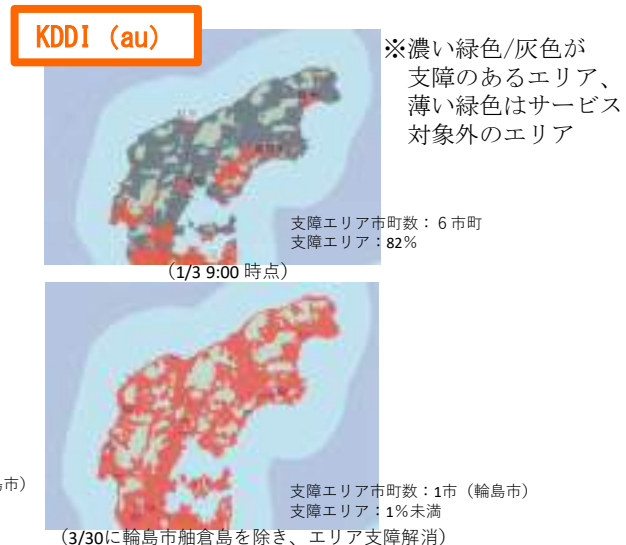 KDDI (au)
※濃い緑色/灰色が
支障のあるエリア、
薄い緑色はサービス
対象外のエリア
支障エリア市町数：６市町
支障エリア：82%
（1/3 9:00 時点）
島市）
支障エリア市町数：1市（輪島市）
支障エリア：1%未満
（3/30に輪島市舳倉島を除き、エリア支障解消）